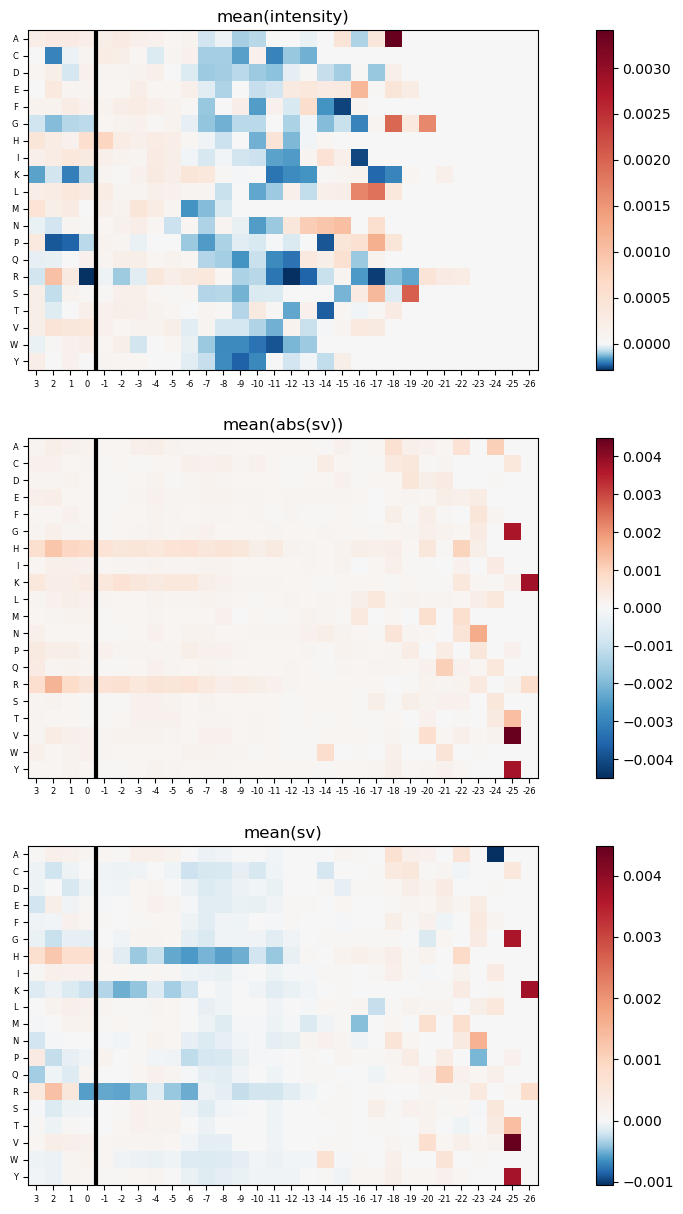 mean(intensity)
A
C
D
E
F
G
H
I
K
L
M
N
P
Q
R
S
T
V
W
Y
3 2 1 0 -1 -2 -3 -4 -5 -6 -7 -8 -9 -10 -11 -12 -13 -14 -15 -16 -17 -18 -19 -20 -21 -22 -23 -24 -25 -26
0.0030
0.0025
0.0020
0.0015
0.0010
0.0005
0.0000
mean(abs(sv))
A
C
D
E
F
G
H
I
K
L
M
N
P
Q
R
S
T
V
W
Y
3 2 1 0 -1 -2 -3 -4 -5 -6 -7 -8 -9 -10 -11 -12 -13 -14 -15 -16 -17 -18 -19 -20 -21 -22 -23 -24 -25 -26
0.004
0.003
0.002
0.001
0.000
−0.001
−0.002
−0.003
−0.004
mean(sv)
A
C
D
E
F
G
H
I
K
L
M
N
P
Q
R
S
T
V
W
Y
3 2 1 0 -1 -2 -3 -4 -5 -6 -7 -8 -9 -10 -11 -12 -13 -14 -15 -16 -17 -18 -19 -20 -21 -22 -23 -24 -25 -26
0.004
0.003
0.002
0.001
0.000
−0.001